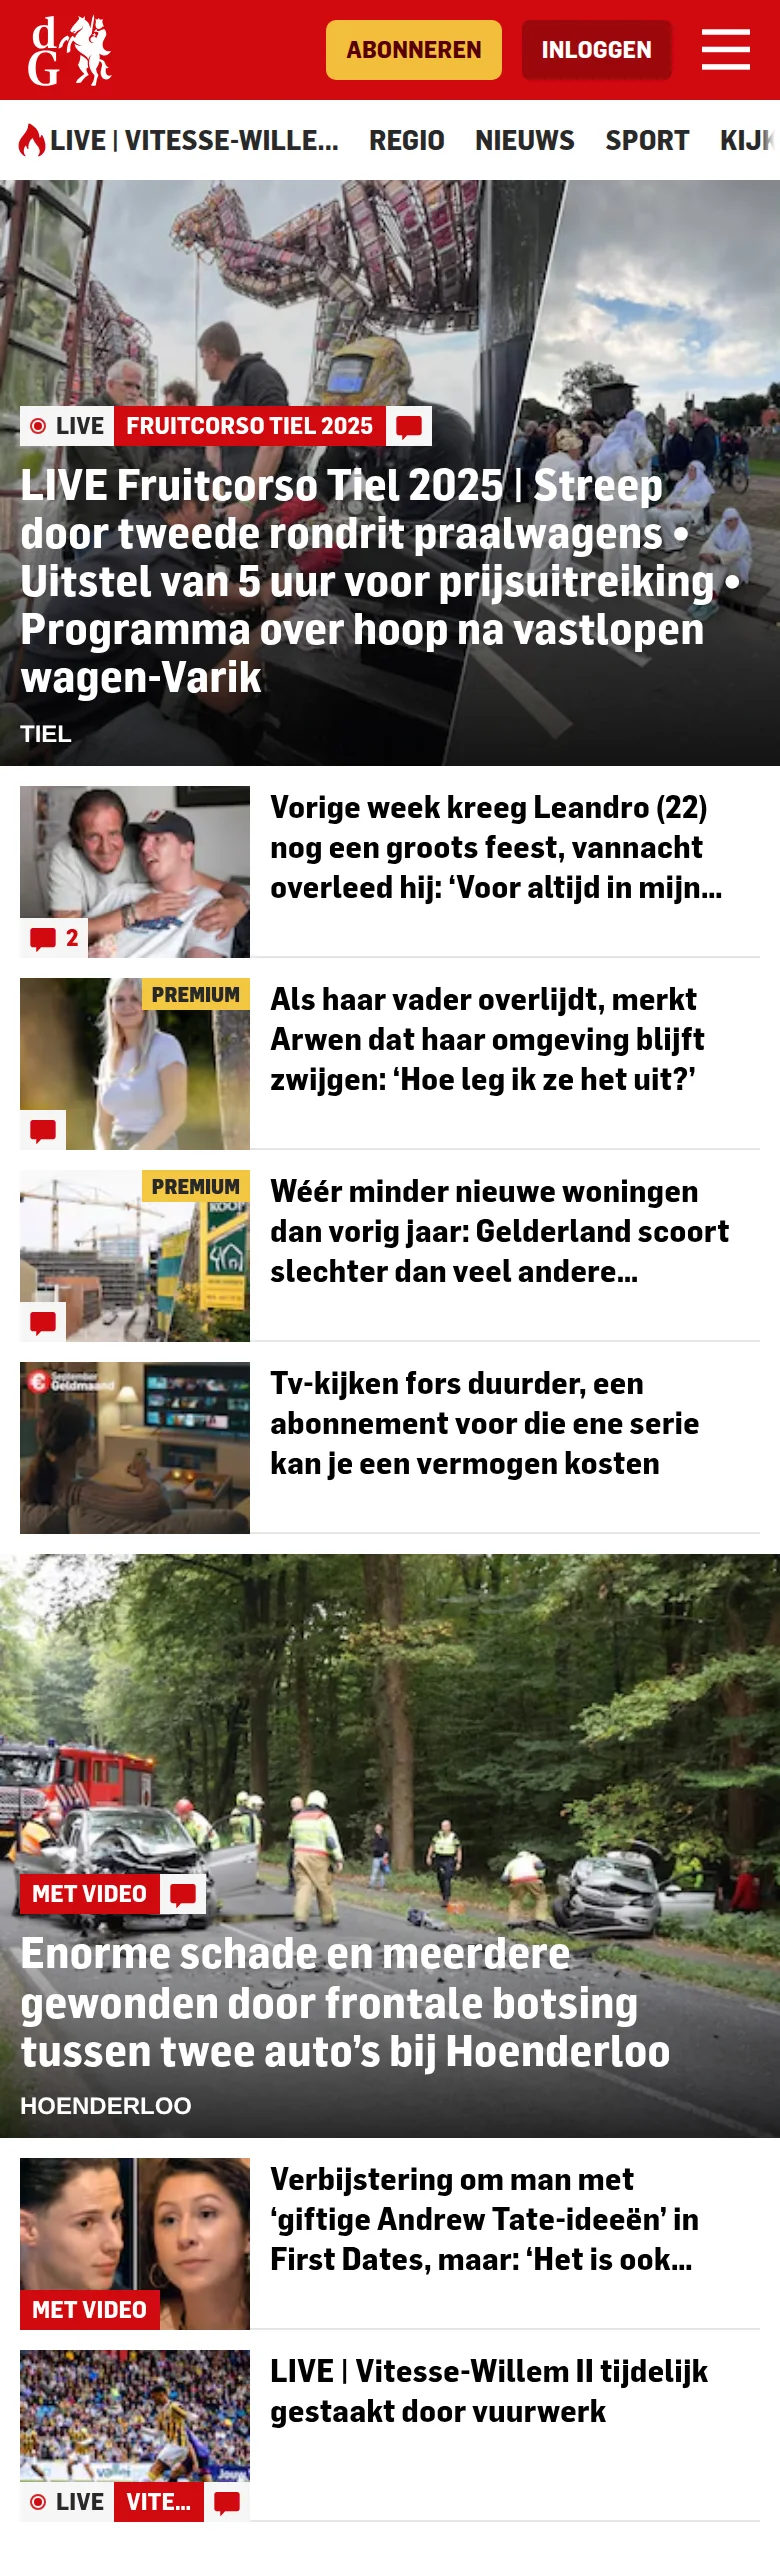 dG
ABONNEREN
INLOGGEN
LIVE | VITESSE-WILLE...
REGIO
NIEUWS
SPORT
KIJK
LIVE
FRUITCORSO TIEL 2025
LIVE Fruitcorso Tiel 2025 | Streep
door tweede rondrit praalwagens •
Uitstel van 5 uur voor prijsuitreiking •
Programma over hoop na vastlopen
wagen-Varik
TIEL
Vorige week kreeg Leandro (22)
nog een groots feest, vannacht
overleed hij: ‘Voor altijd in mijn...
2
PREMIUM
Als haar vader overlijdt, merkt
Arwen dat haar omgeving blijft
zwijgen: ‘Hoe leg ik ze het uit?’
PREMIUM
KOOP
Wéér minder nieuwe woningen
dan vorig jaar: Gelderland scoort
slechter dan veel andere...
September
Geldmaand
Tv-kijken fors duurder, een
abonnement voor die ene serie
kan je een vermogen kosten
MET VIDEO
Enorme schade en meerdere
gewonden door frontale botsing
tussen twee auto’s bij Hoenderloo
HOENDERLOO
Verbijstering om man met
‘giftige Andrew Tate-ideeën’ in
First Dates, maar: ‘Het is ook...
MET VIDEO
LIVE | Vitesse-Willem II tijdelijk
gestaakt door vuurwerk
LIVE
VITE...